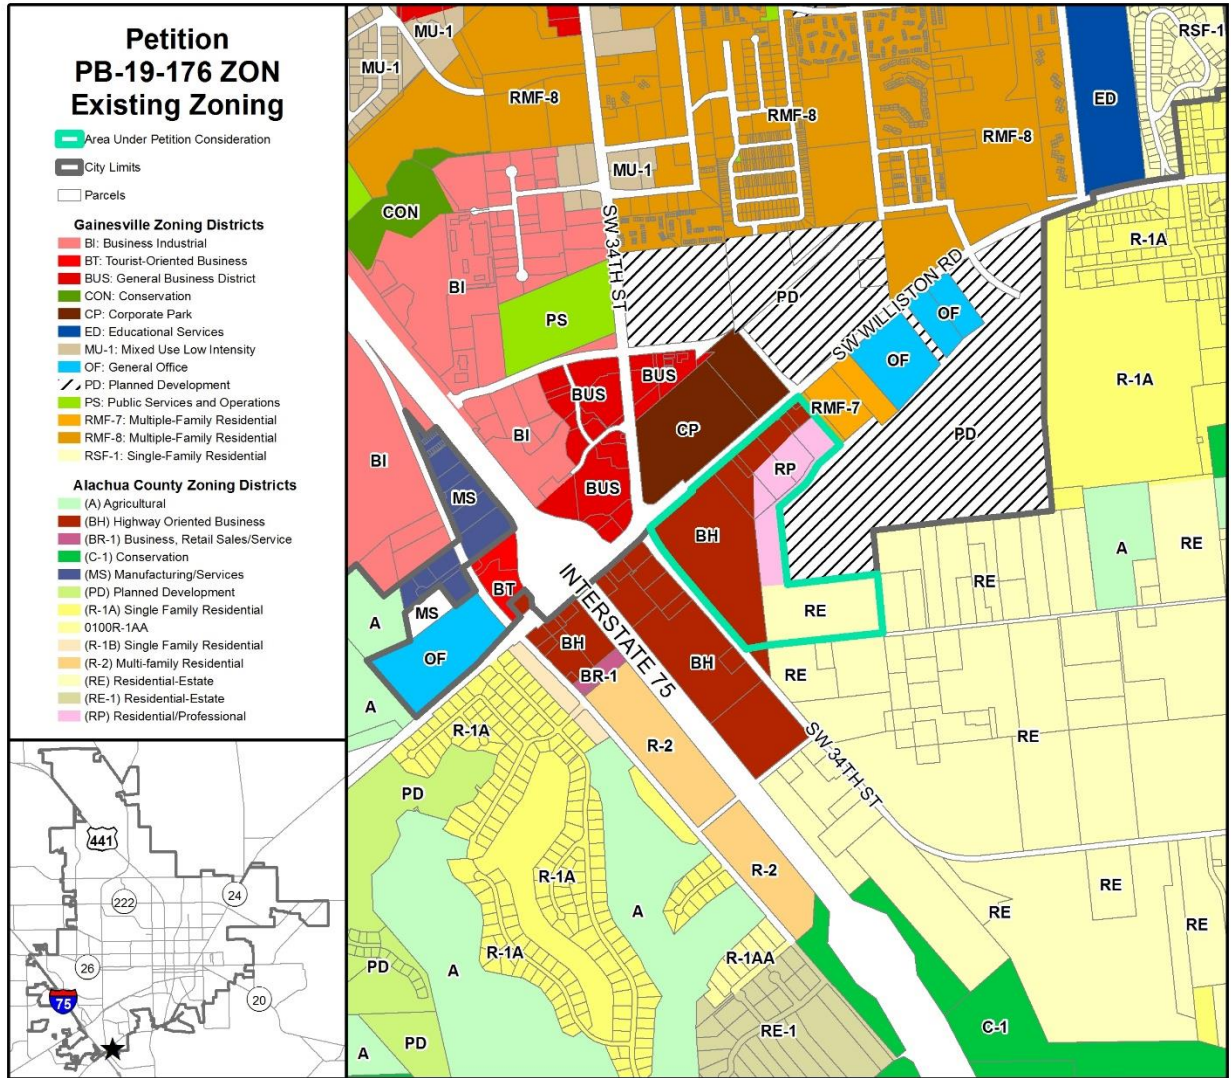 Petition
PB-19-176 ZON
Existing Zoning
Area Under Petition Consideration
City Limits
Parcels
Gainesville Zoning Districts
BI: Business Industrial
BT: Tourist-Oriented Business
BUS: General Business District
CON: Conservation
CP: Corporate Park
ED: Educational Services
MU-1: Mixed Use Low Intensity
OF: General Office
PD: Planned Development
PS: Public Services and Operations
RMF-7: Multiple-Family Residential
RMF-8: Multiple-Family Residential
RSF-1: Single-Family Residential
Alachua County Zoning Districts
(A) Agricultural
(BH) Highway Oriented Business
(BR-1) Business, Retail Sales/Service
(C-1) Conservation
(MS) Manufacturing/Services
(PD) Planned Development
(R-1A) Single Family Residential
0100R-1AA
(R-1B) Single Family Residential
(R-2) Multi-family Residential
(RE) Residential-Estate
(RE-1) Residential-Estate
(RP) Residential/Professional
441
222
24
26
75
20
MU-1
RSF-1
MU-1
RMF-8
ED
RMF-8
RMF-8
MU-1
CON
SW 34TH ST
R-1A
BI
PD
SW WILLISTON RD
PS
OF
OF
BUS
BUS
R-1A
RMF-7
CP
BI
PD
BI
RP
BUS
MS
BH
A
RE
INTERSTATE 75
RE
BT
MS
RE
A
BH
OF
BH
BR-1
RE
A
R-1A
RE
R-2
SW 34TH ST
PD
R-1A
R-2
RE
A
RE
RE
R-1A
R-1AA
PD
A
RE-1
C-1
PD
A